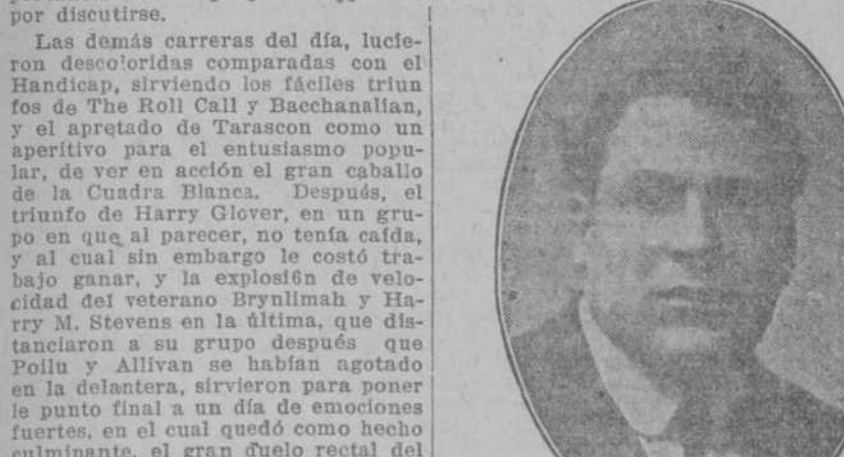 por discutirse.
Las demás carreras del día, lucie-
ron descoloridas comparadas con el
Handicap, sirviendo los fáciles triun
fos de The Roll Call y Bacchanalian,
y el apretado de Tarascon como un
aperitivo para el entusiasmo popu-
lar, de ver en acción el gran caballo
de la Cuadra Blanca. Después, el
triunfo de Harry Glover, en un gru-
po en que al parecer, no tenía caída,
y al cual sin embargo le costó tra-
bajo ganar, y la explosión de velo-
cidad del veterano Brynlimah y Ha-
rry M. Stevens en la última, que dis-
tanciaron a su grupo después que
Poilu y Allivan se habían agotado
en la delantera, sirvieron para poner
le punto final a un día de emociones
fuertes, en el cual quedó como hecho
culminante, el gran duelo rectal del